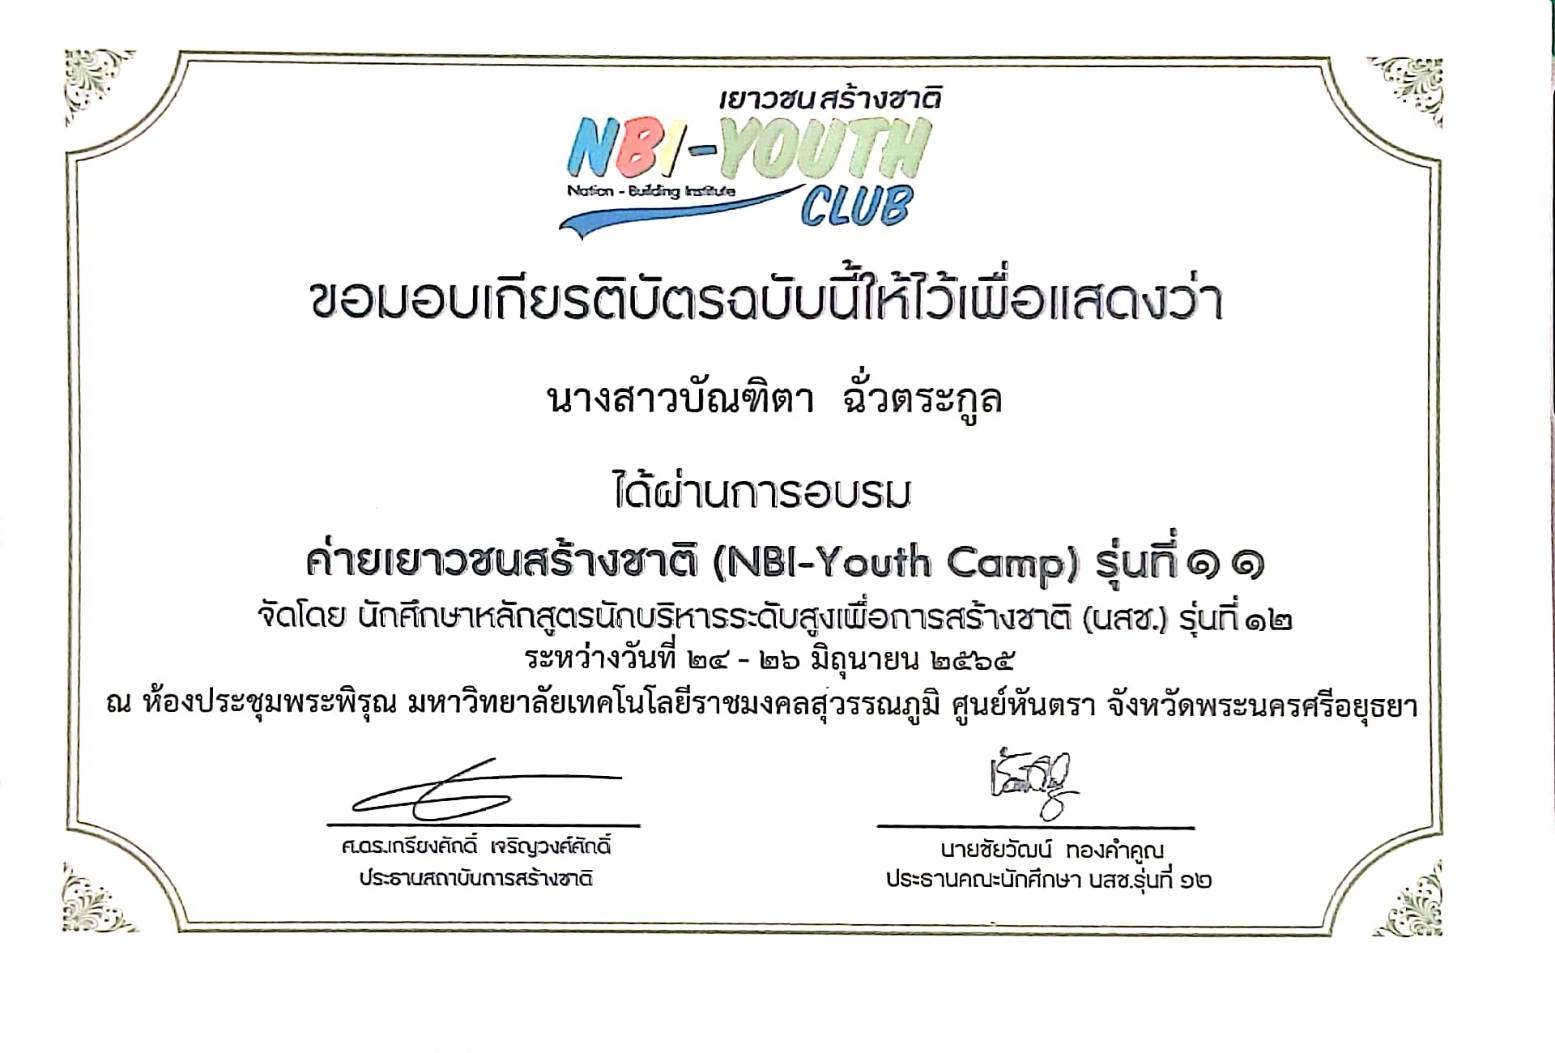 เยาวชนสร้างชาติ
NBI-YOUTH
Nation - Building Institute
CLUB
ขอมอบเกียรติบัตรฉบับนี้ให้ไว้เพื่อแสดงว่า
นางสาวบัณฑิตา ฉั่วตระกูล
ได้ผ่านการอบรม
ค่ายเยาวชนสร้างชาติ (NBI-Youth Camp) รุ่นที่ ๑๑
จัดโดย นักศึกษาหลักสูตรนักบริหารระดับสูงเพื่อการสร้างชาติ (นสช.) รุ่นที่ ๑๒
ระหว่างวันที่ ๒๔ - ๒๖ มิถุนายน ๒๕๖๕
ณ ห้องประชุมพระพิรุณ มหาวิทยาลัยเทคโนโลยีราชมงคลสุวรรณภูมิ ศูนย์หันตรา จังหวัดพระนครศรีอยุธยา
ศ.ดร.เกรียงศักดิ์ เจริญวงศ์ศักดิ์
นายชัยวัฒน์ ทองคำคูณ
ประธานสถาบันการสร้างชาติ
ประธานคณะนักศึกษา นสช.รุ่นที่ ๑๒